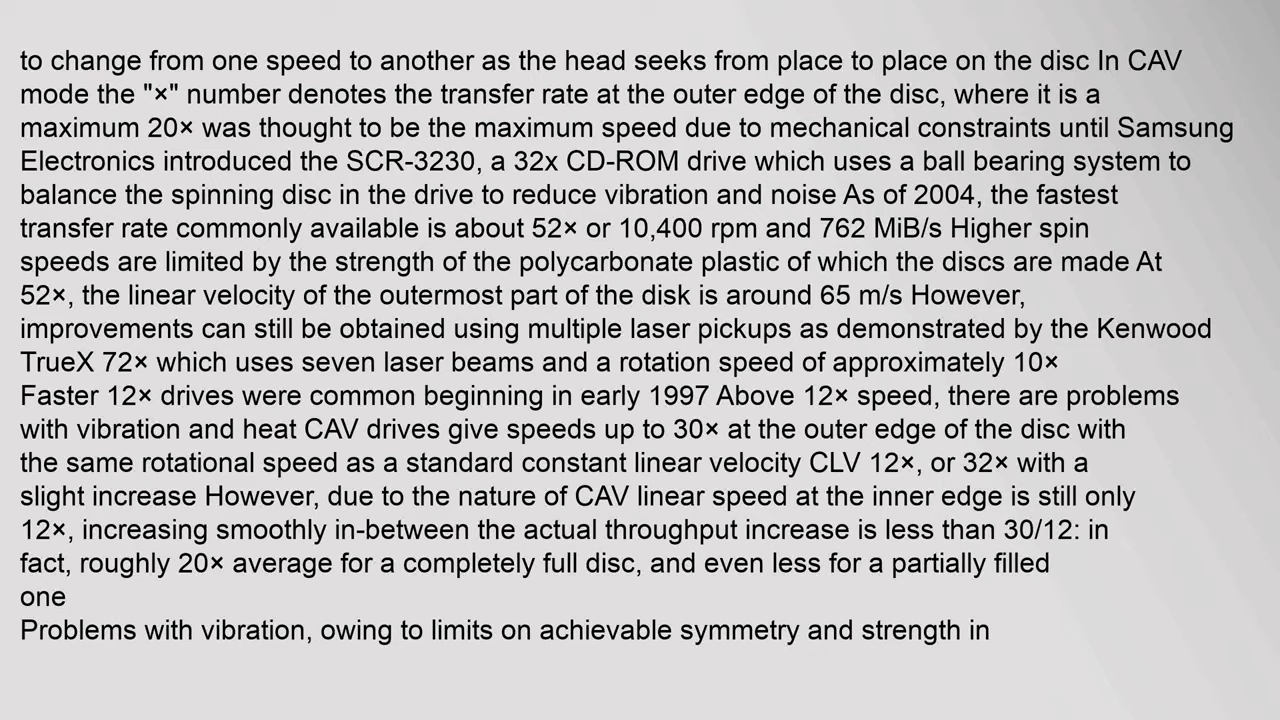 to change from one speed to another as the head seeks from place to place on the disc In CAV
mode the "×" number denotes the transfer rate at the outer edge of the disc, where it is a
maximum 20× was thought to be the maximum speed due to mechanical constraints until Samsung
Electronics introduced the SCR-3230, a 32x CD-ROM drive which uses a ball bearing system to
balance the spinning disc in the drive to reduce vibration and noise As of 2004, the fastest
transfer rate commonly available is about 52× or 10,400 rpm and 762 MiB/s Higher spin
speeds are limited by the strength of the polycarbonate plastic of which the discs are made At
52×, the linear velocity of the outermost part of the disk is around 65 m/s However,
improvements can still be obtained using multiple laser pickups as demonstrated by the Kenwood
TrueX 72× which uses seven laser beams and a rotation speed of approximately 10×
Faster 12× drives were common beginning in early 1997 Above 12× speed, there are problems
with vibration and heat CAV drives give speeds up to 30× at the outer edge of the disc with
the same rotational speed as a standard constant linear velocity CLV 12×, or 32× with a
slight increase However, due to the nature of CAV linear speed at the inner edge is still only
12×, increasing smoothly in-between the actual throughput increase is less than 30/12: in
fact, roughly 20× average for a completely full disc, and even less for a partially filled
one
Problems with vibration, owing to limits on achievable symmetry and strength in